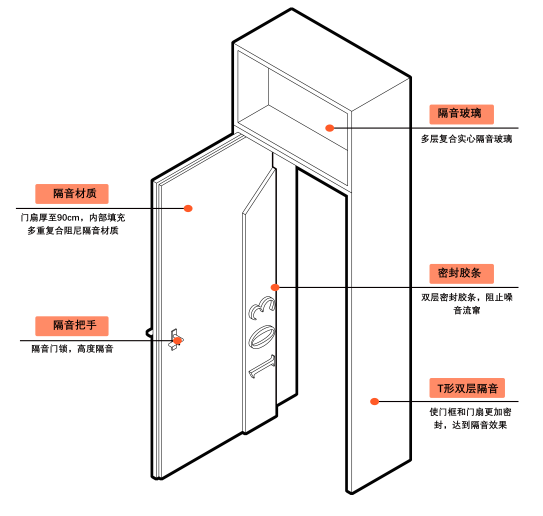 隔音玻璃
多层复合实心隔音玻璃
隔音材质
门扇厚至90cm，内部填充
多重复合阻尼隔音材质
密封胶条
双层密封胶条，阻止噪
音流窜
301
隔音把手
隔音门锁，高度隔音
T形双层隔音
使门框和门扇更加密
封，达到隔音效果